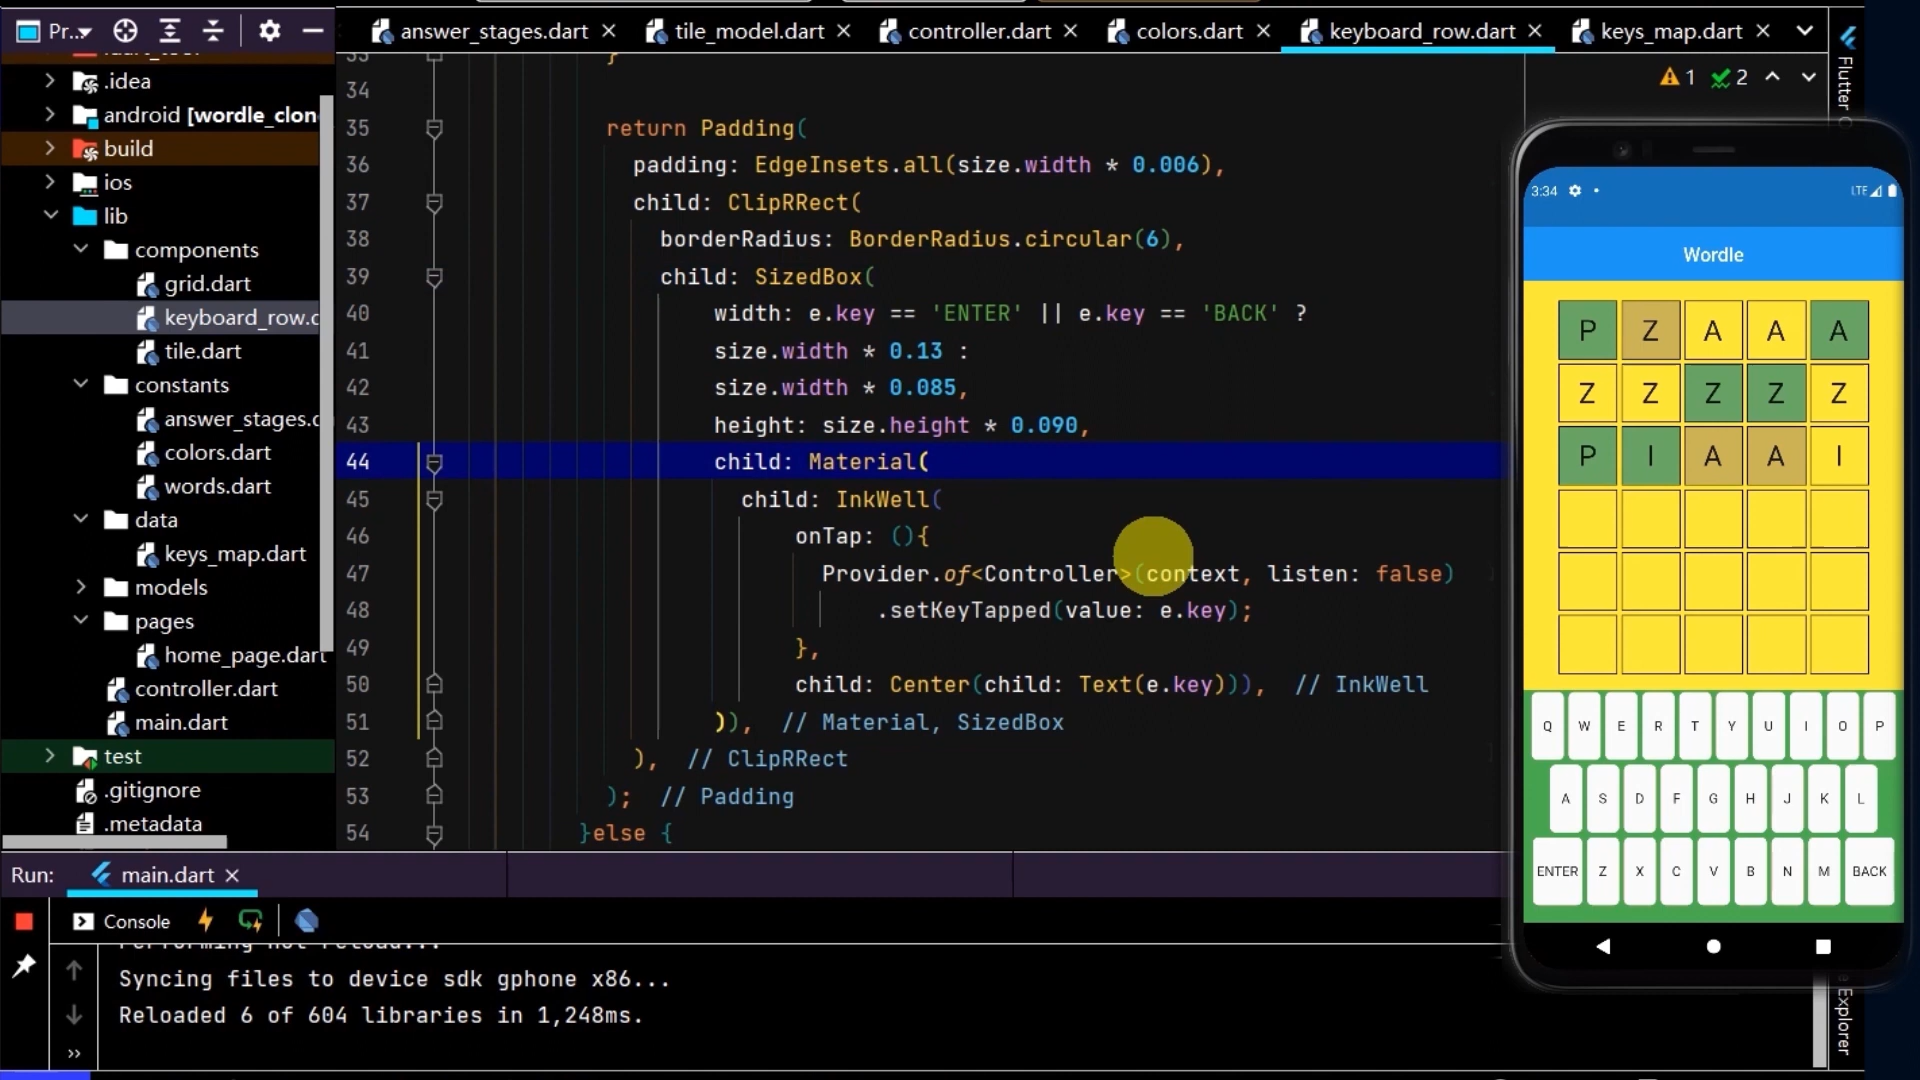 Pr...
answer_stages.dart
tile_model.dart
controller.dart
colors.dart
keyboard_row.dart
keys_map.dart
.idea
android [wordle_clon
build
ios
lib
components
grid.dart
keyboard_row.d
tile.dart
constants
answer_stages.d
colors.dart
words.dart
data
keys_map.dart
models
pages
home_page.dart
controller.dart
main.dart
test
.gitignore
.metadata
1 2
33 }
34
35 return Padding(
36 padding: EdgeInsets.all(size.width * 0.006),
37 child: ClipRRect(
38 borderRadius: BorderRadius.circular(6),
39 child: SizedBox(
40 width: e.key == 'ENTER' || e.key == 'BACK' ?
41 size.width * 0.13 :
42 size.width * 0.085,
43 height: size.height * 0.090,
44 child: Material(
45 child: InkWell(
46 onTap: (){
47 Provider.of<Controller>(context, listen: false)
48 .setKeyTapped(value: e.key);
49 },
50 child: Center(child: Text(e.key))), // InkWell
51 )), // Material, SizedBox
52 ), // ClipRRect
53 ); // Padding
54 }else {
3:34 LTE
Wordle
P Z A A A
Z Z Z Z Z
P I A A I
Q W E R T Y U I O P
A S D F G H J K L
ENTER Z X C V B N M BACK
Run: main.dart
Console
Performing hot reload...
Syncing files to device sdk gphone x86...
Reloaded 6 of 604 libraries in 1,248ms.
Flutter O
e Explorer